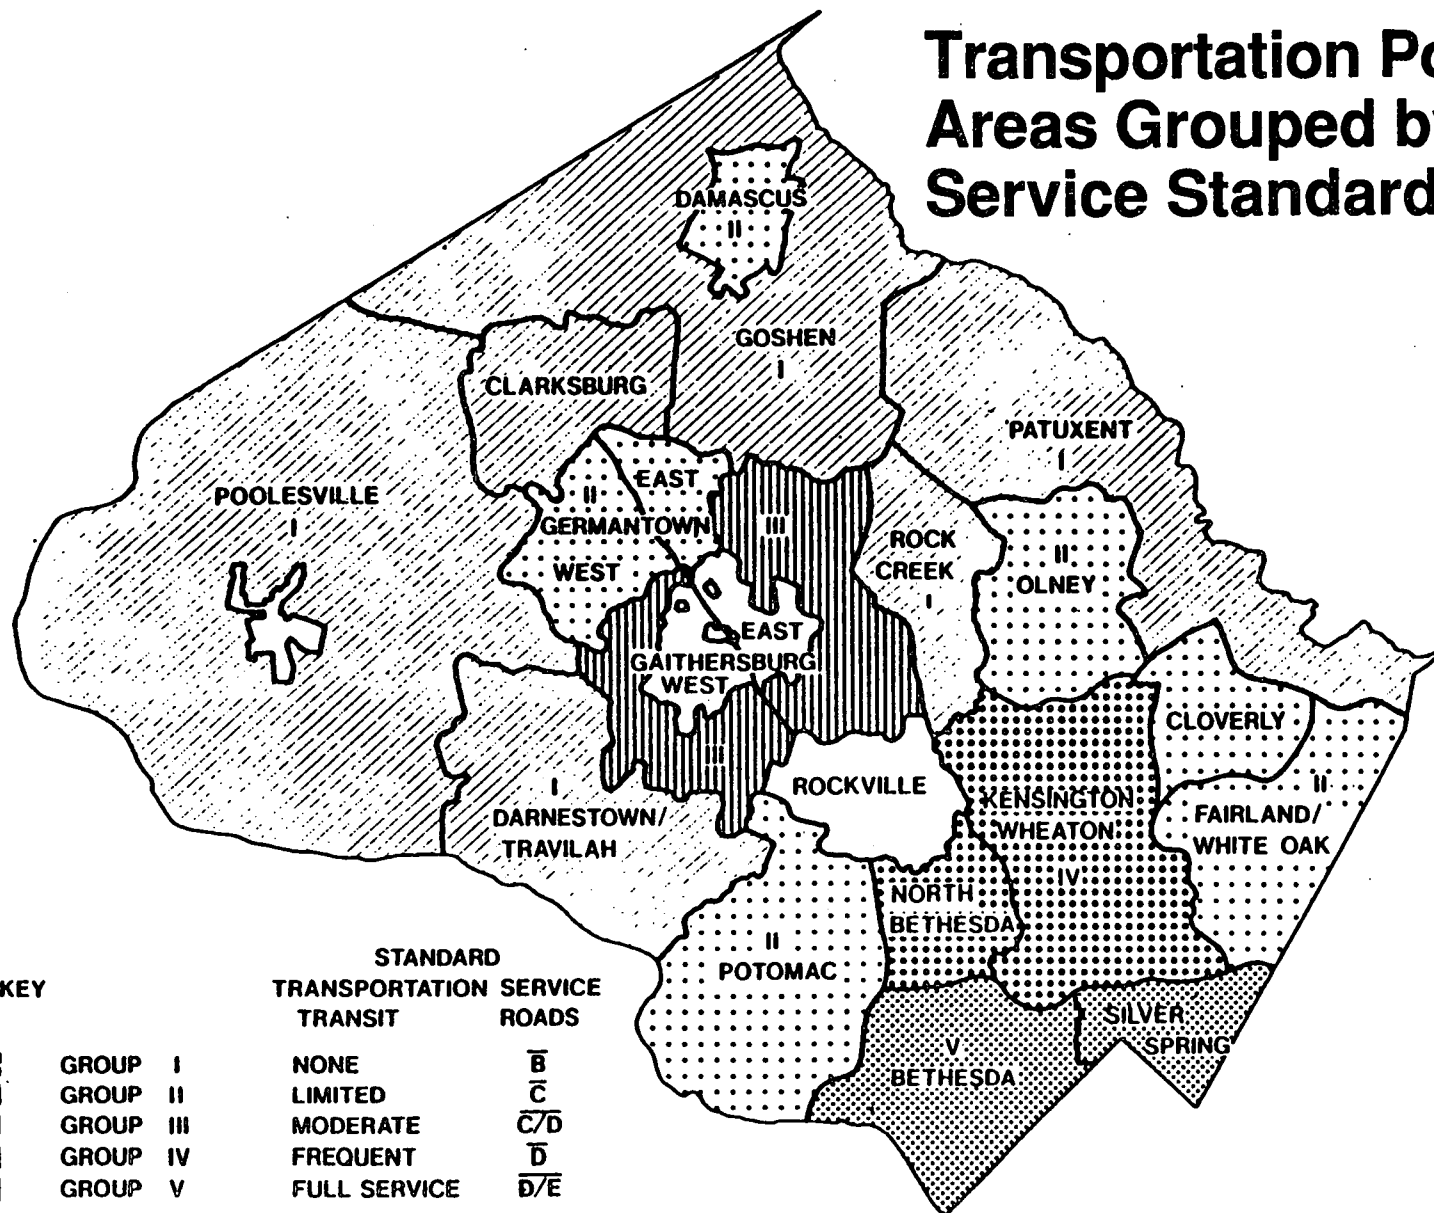 Transportation Po
Areas Grouped by
Service Standard
DAMASCUS
II
GOSHEN
I
CLARKSBURG
PATUXENT
I
POOLESVILLE
I
II
EAST
GERMANTOWN
WEST
III
ROCK
CREEK
I
II
OLNEY
EAST
GAITHERSBURG
WEST
III
CLOVERLY
I
DARNESTOWN/
TRAVILAH
ROCKVILLE
KENSINGTON
WHEATON
IV
II
FAIRLAND/
WHITE OAK
NORTH
BETHESDA
II
POTOMAC
SILVER
SPRING
V
BETHESDA
STANDARD
KEY TRANSPORTATION SERVICE
TRANSIT ROADS
GROUP I NONE B̅
GROUP II LIMITED C̅
GROUP III MODERATE C̅/̅D̅
GROUP IV FREQUENT D̅
GROUP V FULL SERVICE D̅/̅E̅